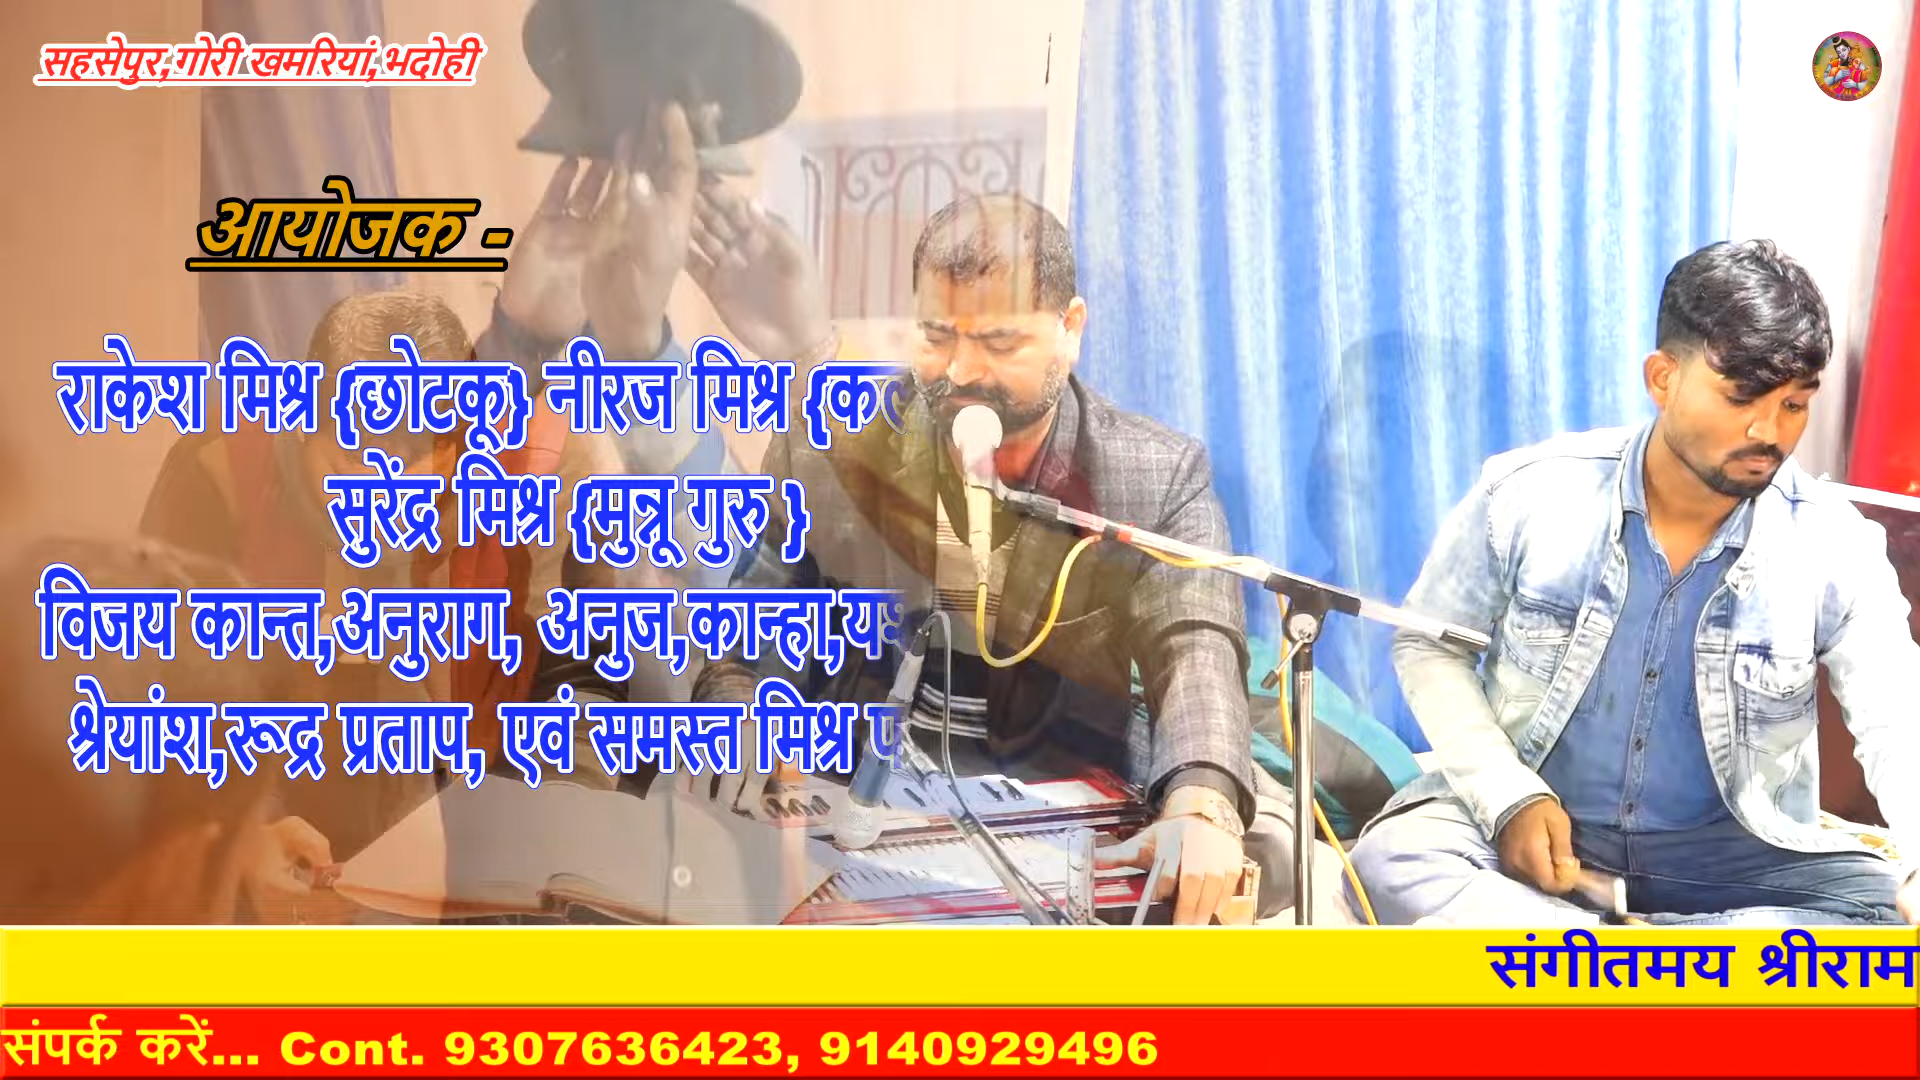 सहसेपुर,गोरी खमरियां,भदोही
आयोजक -
राकेश मिश्र {छोटकू} नीरज मिश्र
सुरेंद्र मिश्र {मुन्नू गुरु }
विजय कान्त,अनुराग, अनुज,कान्हा,
श्रेयांश,रूद्र प्रताप, एवं समस्त मिश्र
संगीतमय श्रीराम
संपर्क करें... Cont. 9307636423, 9140929496